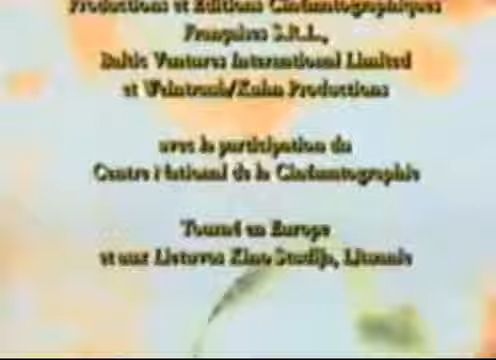 Productions et Editions Cinématographiques
Françaises S.R.L.,
Baltic Ventures International Limited
et Weintraub/Kuhn Productions
avec la participation du
Centre National de la Cinématographie
Tourné en Europe
et aux Lietuvos Kino Studija, Lituanie